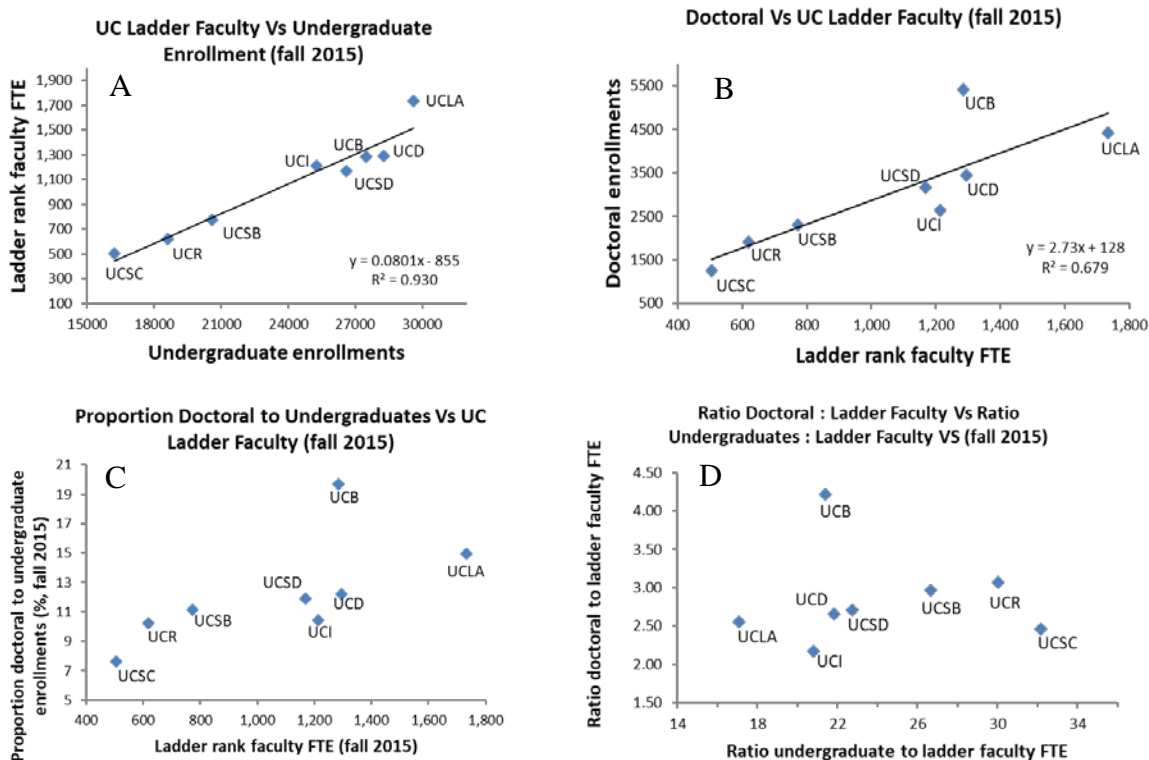 UC Ladder Faculty Vs Undergraduate
Enrollment (fall 2015)
A
Ladder rank faculty FTE
1,900
1,700
1,500
1,300
1,100
900
700
500
300
100
UCLA
UCB
UCD
UCI
UCSD
UCSB
UCR
UCSC
y = 0.0801x - 855
R² = 0.930
15000 18000 21000 24000 27000 30000
Undergraduate enrollments
Doctoral Vs UC Ladder Faculty (fall 2015)
B
Doctoral enrollments
5500
4500
3500
2500
1500
500
UCB
UCLA
UCSD
UCD
UCI
UCSB
UCR
UCSC
y = 2.73x + 128
R² = 0.679
400 600 800 1,000 1,200 1,400 1,600 1,800
Ladder rank faculty FTE
Proportion Doctoral to Undergraduates Vs UC
Ladder Faculty (fall 2015)
C
Proportion doctoral to undergraduate
enrollments (%, fall 2015)
21
19
17
15
13
11
9
7
5
UCB
UCLA
UCSD
UCD
UCI
UCSB
UCR
UCSC
400 600 800 1,000 1,200 1,400 1,600 1,800
Ladder rank faculty FTE (fall 2015)
Ratio Doctoral : Ladder Faculty Vs Ratio
Undergraduates : Ladder Faculty VS (fall 2015)
D
Ratio doctoral to ladder faculty FTE
4.50
4.00
3.50
3.00
2.50
2.00
1.50
UCB
UCD
UCSD
UCSB
UCR
UCLA
UCI
UCSC
14 18 22 26 30 34
Ratio undergraduate to ladder faculty FTE